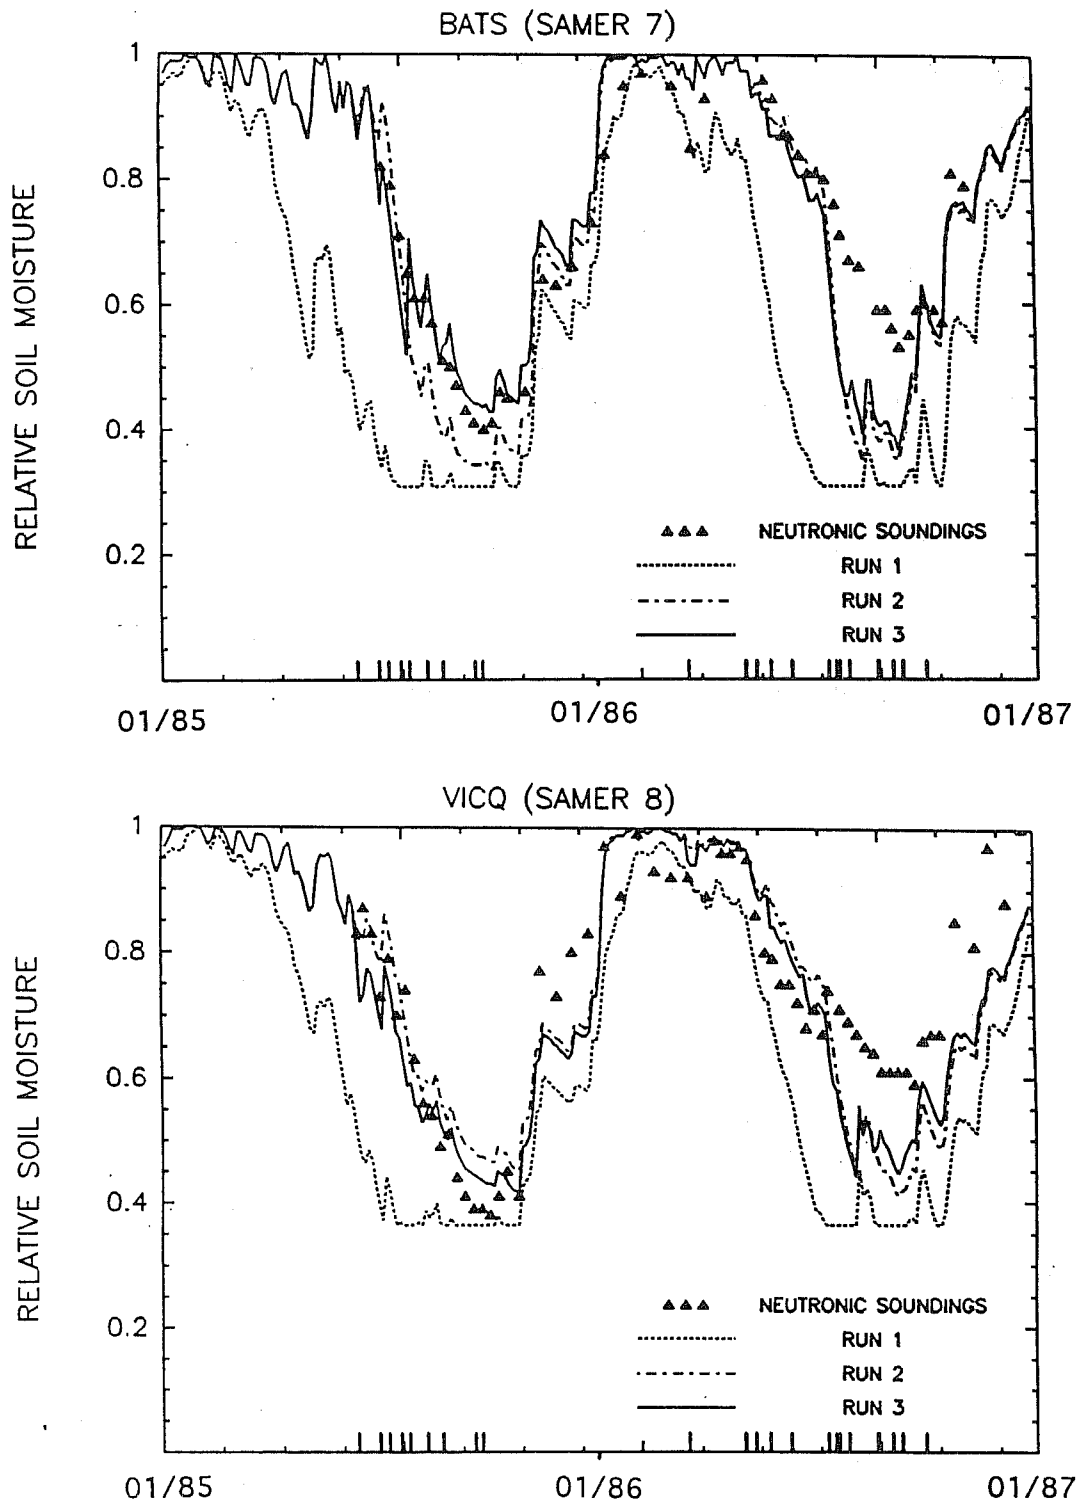 BATS (SAMER 7)
RELATIVE SOIL MOISTURE
1
0.8
0.6
0.4
0.2
NEUTRONIC SOUNDINGS
RUN 1
RUN 2
RUN 3
01/85
01/86
01/87
VICQ (SAMER 8)
RELATIVE SOIL MOISTURE
1
0.8
0.6
0.4
0.2
NEUTRONIC SOUNDINGS
RUN 1
RUN 2
RUN 3
01/85
01/86
01/87